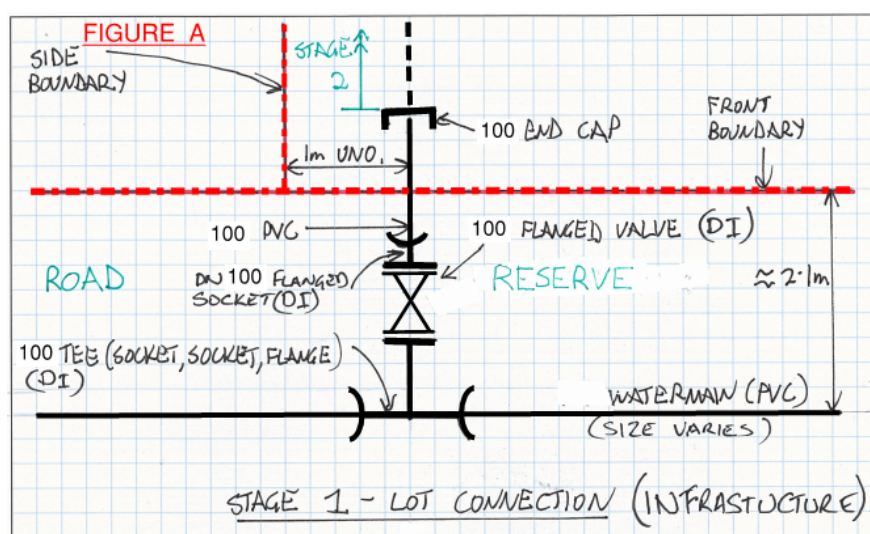 FIGURE A
SIDE
BOUNDARY
STAGE
2
100 END CAP
FRONT
BOUNDARY
1m UNO.
100 PVC
100 FLANGED VALVE (DI)
ROAD
DN 100 FLANGED
SOCKET (DI)
RESERVE
≈ 2.1m
100 TEE (SOCKET, SOCKET, FLANGE)
(DI)
WATERMAIN (PVC)
(SIZE VARIES)
STAGE 1 - LOT CONNECTION (INFRASTUCTURE)